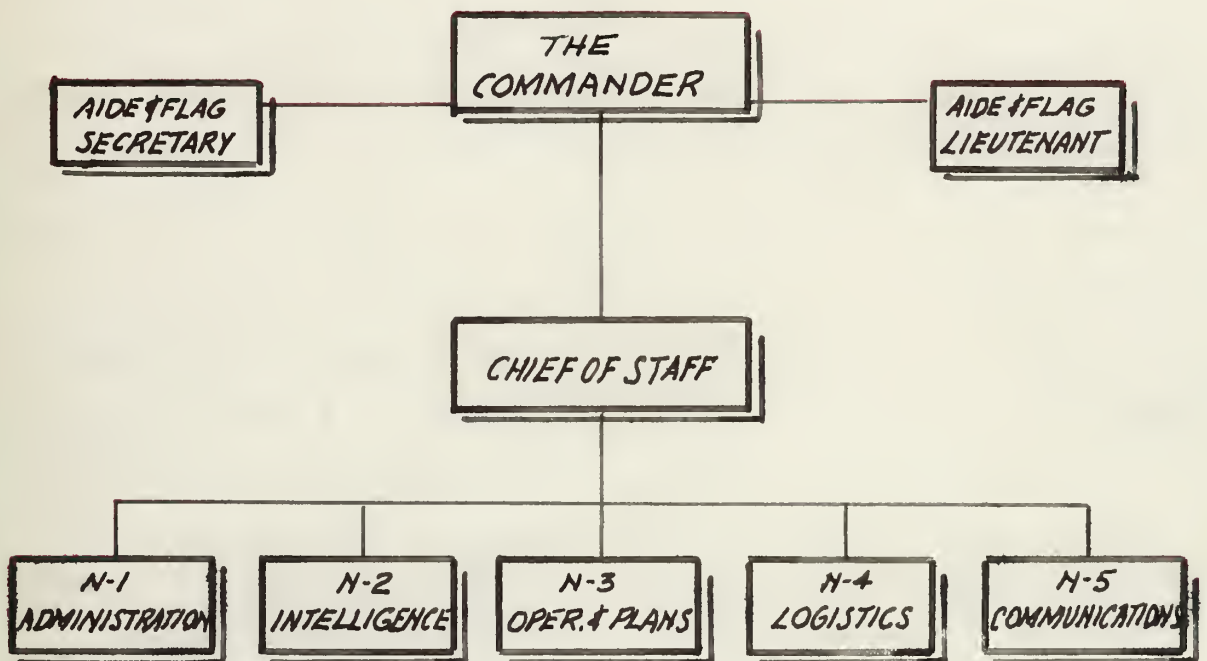 THE
COMMANDER
AIDE & FLAG
SECRETARY
AIDE & FLAG
LIEUTENANT
CHIEF OF STAFF
N-1
ADMINISTRATION
N-2
INTELLIGENCE
N-3
OPER. & PLANS
N-4
LOGISTICS
N-5
COMMUNICATIONS